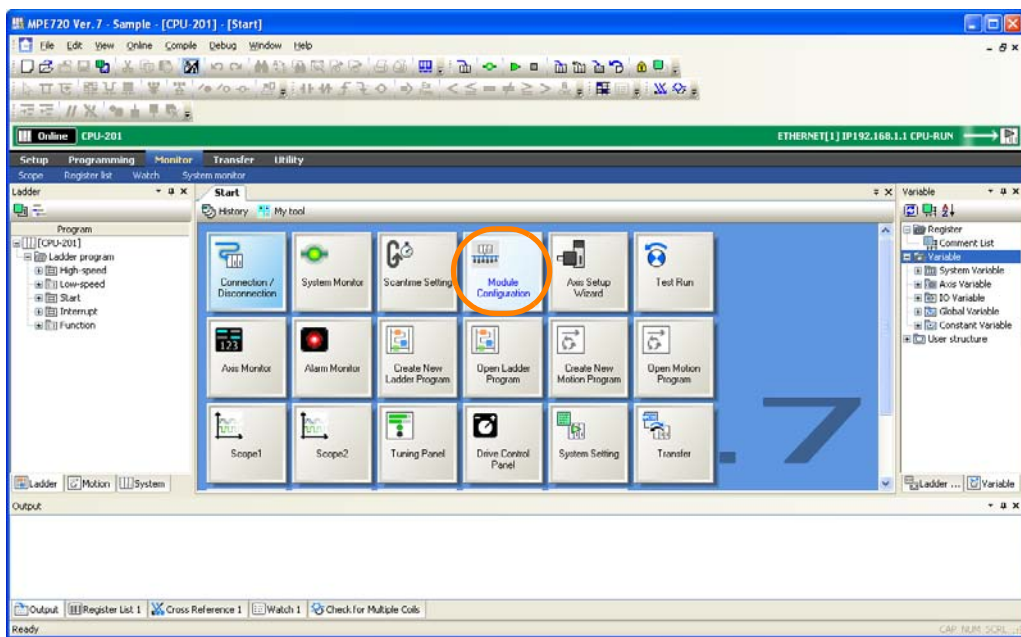 MPE720 Ver. 7 - Sample - [CPU-201] - [Start]
File Edit View Online Compile Debug Window Help
Online CPU-201 ETHERNET[1] IP192.168.1.1 CPU-RUN
Setup Programming Monitor Transfer Utility
Scope Register list Watch System monitor
Ladder
Program
[CPU-201]
Ladder program
High-speed
Low-speed
Start
Interrupt
Function
Ladder Motion System
Start
History My tool
Connection / Disconnection
System Monitor
Scantime Setting
Module Configuration
Axis Setup Wizard
Test Run
123
Axis Monitor
Alarm Monitor
Create New Ladder Program
Open Ladder Program
Create New Motion Program
Open Motion Program
Scope1
Scope2
Tuning Panel
Drive Control Panel
System Setting
Transfer
.7
Variable
Register
Comment List
Variable
System Variable
Axis Variable
IO Variable
Global Variable
Constant Variable
User structure
Ladder ... Variable
Output
Output Register List 1 Cross Reference 1 Watch 1 Check for Multiple Coils
Ready CAP NUM SCRL